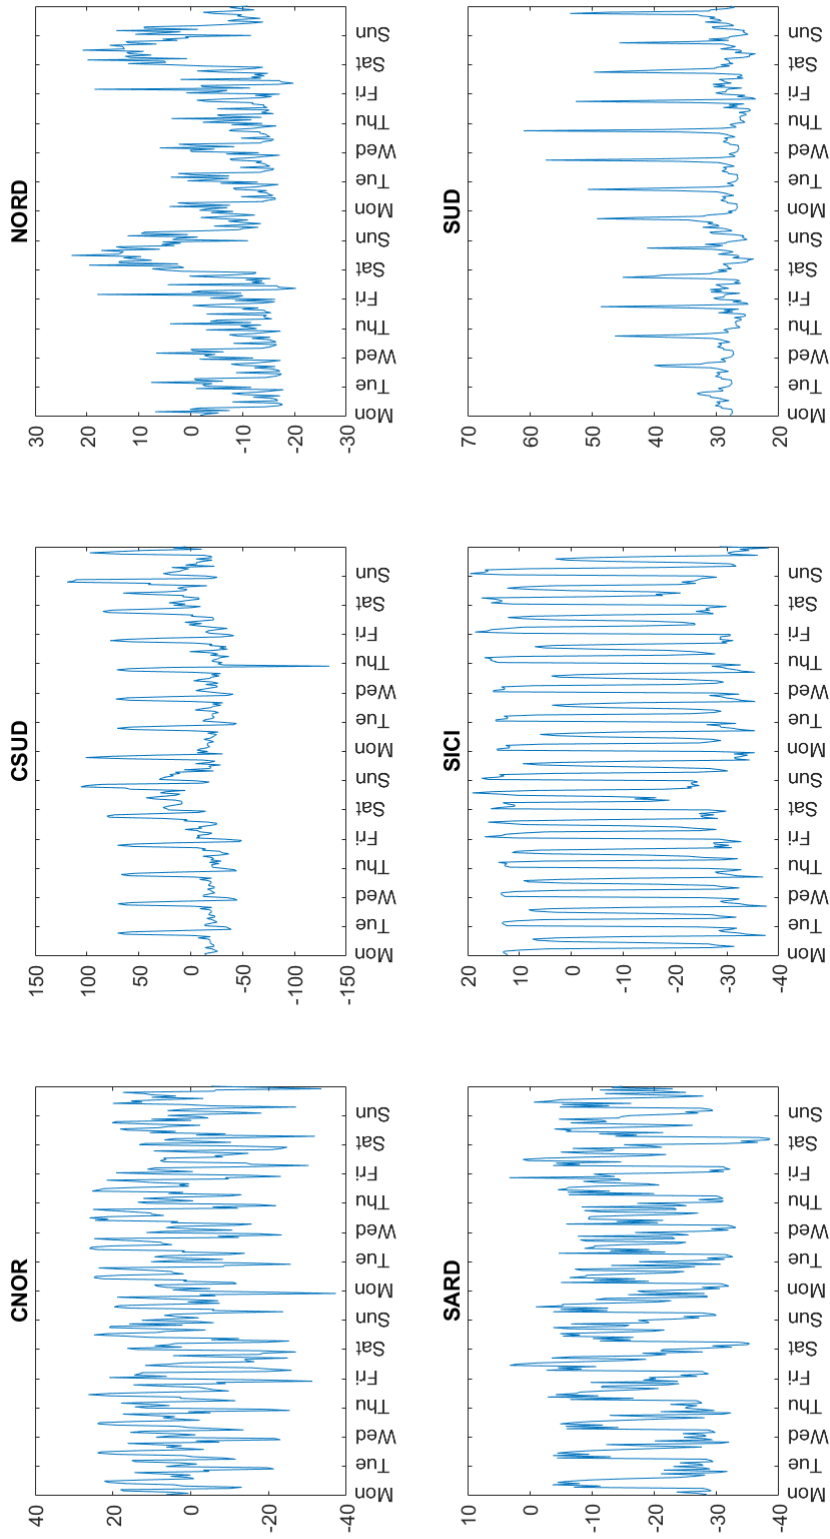 CNOR
40
20
0
-20
-40
Mon
Tue
Wed
Thu
Fri
Sat
Sun
Mon
Tue
Wed
Thu
Fri
Sat
Sun
CSUD
150
100
50
0
-50
-100
-150
Mon
Tue
Wed
Thu
Fri
Sat
Sun
Mon
Tue
Wed
Thu
Fri
Sat
Sun
NORD
30
20
10
0
-10
-20
-30
Mon
Tue
Wed
Thu
Fri
Sat
Sun
Mon
Tue
Wed
Thu
Fri
Sat
Sun
SARD
10
0
-10
-20
-30
-40
Mon
Tue
Wed
Thu
Fri
Sat
Sun
Mon
Tue
Wed
Thu
Fri
Sat
Sun
SICI
20
10
0
-10
-20
-30
-40
Mon
Tue
Wed
Thu
Fri
Sat
Sun
Mon
Tue
Wed
Thu
Fri
Sat
Sun
SUD
70
60
50
40
30
20
Mon
Tue
Wed
Thu
Fri
Sat
Sun
Mon
Tue
Wed
Thu
Fri
Sat
Sun